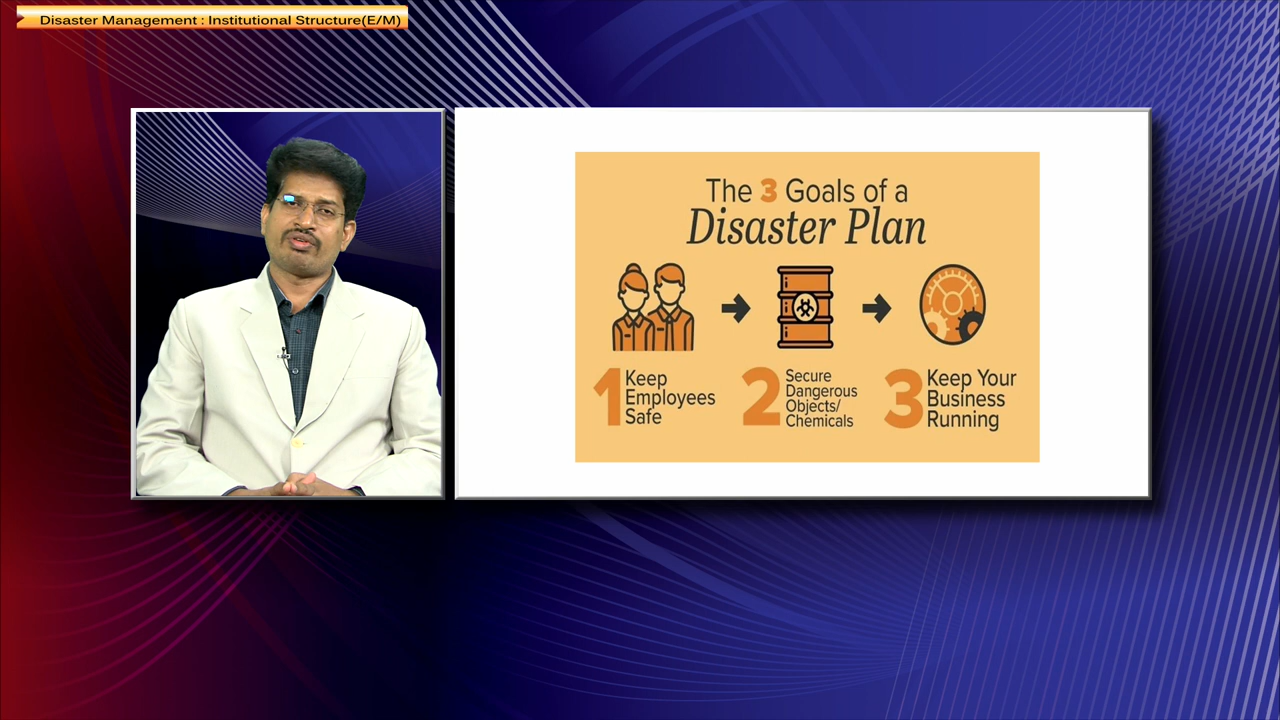 Disaster Management : Institutional Structure(E/M)
The 3 Goals of a
Disaster Plan
1 Keep
Employees
Safe
2 Secure
Dangerous
Objects/
Chemicals
3 Keep Your
Business
Running